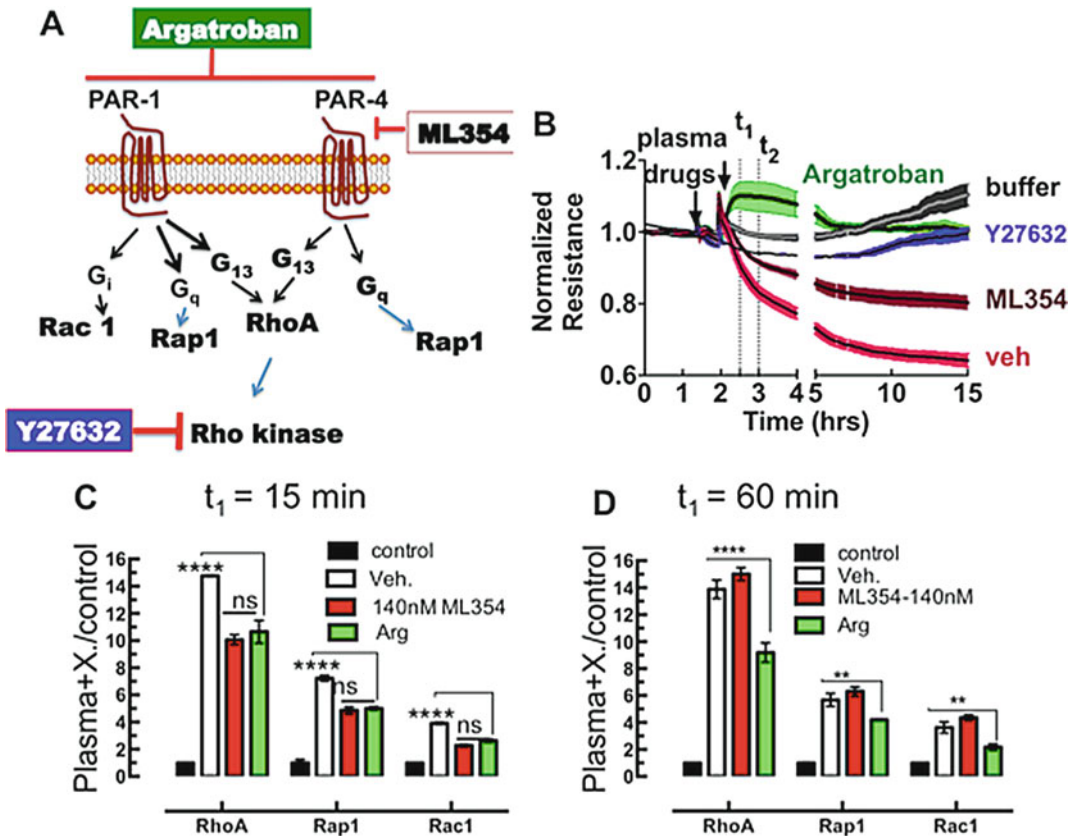 A
Argatroban
PAR-1
PAR-4
ML354
Gi
Gq
G13
G13
Gq
Rac 1
Rap1
RhoA
Rap1
Y27632
Rho kinase
B
plasma
drugs
t1
t2
Argatroban
buffer
Y27632
ML354
veh
Normalized
Resistance
1.2
1.0
0.8
0.6
0 1 2 3 4 5 10 15
Time (hrs)
C
t1 = 15 min
Plasma+X./control
16
14
12
10
8
6
4
2
0
control
Veh.
140nM ML354
Arg
**** ns
**** ns
**** ns
RhoA Rap1 Rac1
D
t1 = 60 min
Plasma+X./control
16
14
12
10
8
6
4
2
0
control
Veh.
ML354-140nM
Arg
****
**
**
RhoA Rap1 Rac1